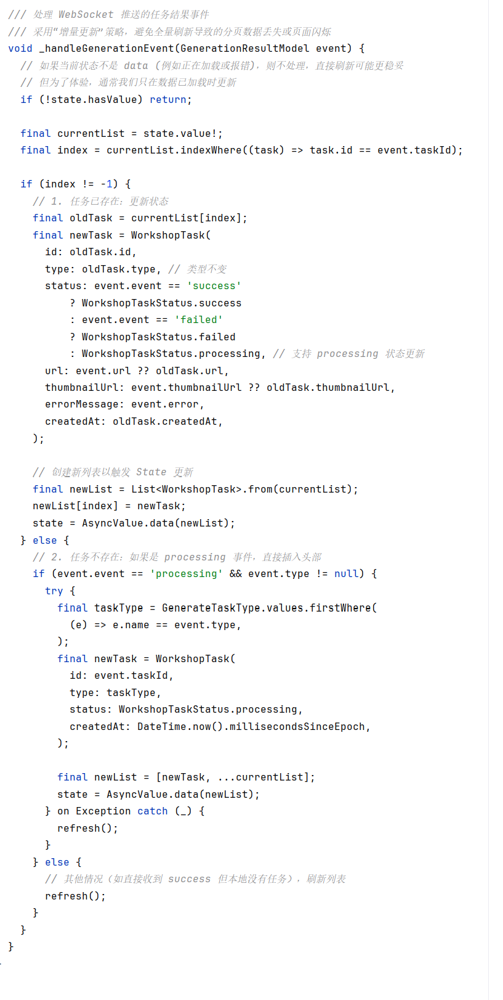 /// 处理 WebSocket 推送的任务结果事件
/// 采用“增量更新”策略，避免全量刷新导致的分页数据丢失或页面闪烁
void _handleGenerationEvent(GenerationResultModel event) {
  // 如果当前状态不是 data (例如正在加载或报错)，则不处理，直接刷新可能更稳妥
  // 但为了体验，通常我们只在数据已加载时更新
  if (!state.hasValue) return;

  final currentList = state.value!;
  final index = currentList.indexWhere((task) => task.id == event.taskId);

  if (index != -1) {
    // 1. 任务已存在：更新状态
    final oldTask = currentList[index];
    final newTask = WorkshopTask(
      id: oldTask.id,
      type: oldTask.type, // 类型不变
      status: event.event == 'success'
          ? WorkshopTaskStatus.success
          : event.event == 'failed'
          ? WorkshopTaskStatus.failed
          : WorkshopTaskStatus.processing, // 支持 processing 状态更新
      url: event.url ?? oldTask.url,
      thumbnailUrl: event.thumbnailUrl ?? oldTask.thumbnailUrl,
      errorMessage: event.error,
      createdAt: oldTask.createdAt,
    );

    // 创建新列表以触发 State 更新
    final newList = List<WorkshopTask>.from(currentList);
    newList[index] = newTask;
    state = AsyncValue.data(newList);
  } else {
    // 2. 任务不存在：如果是 processing 事件，直接插入头部
    if (event.event == 'processing' && event.type != null) {
      try {
        final taskType = GenerateTaskType.values.firstWhere(
          (e) => e.name == event.type,
        );
        final newTask = WorkshopTask(
          id: event.taskId,
          type: taskType,
          status: WorkshopTaskStatus.processing,
          createdAt: DateTime.now().millisecondsSinceEpoch,
        );

        final newList = [newTask, ...currentList];
        state = AsyncValue.data(newList);
      } on Exception catch (_) {
        refresh();
      }
    } else {
      // 其他情况（如直接收到 success 但本地没有任务），刷新列表
      refresh();
    }
  }
}